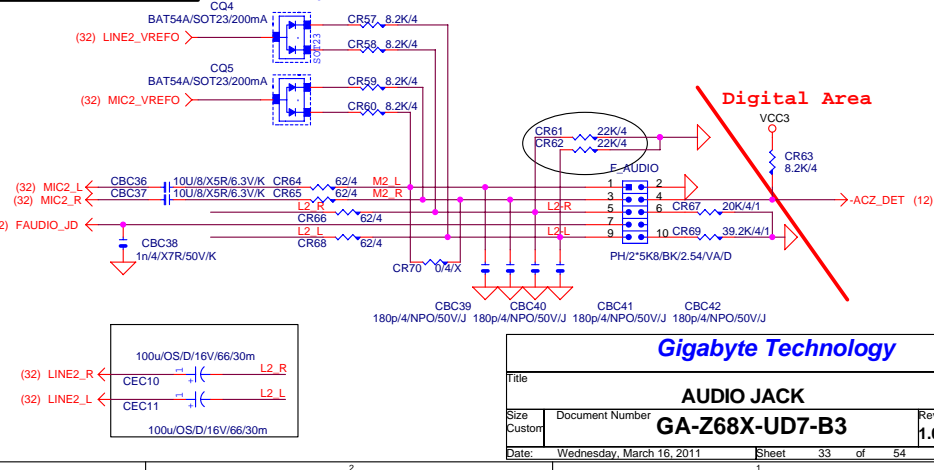 CQ4
BAT54A/SOT23/200mA
(32) LINE2_VREFO
SOT23
CR57 8.2K/4
CR58 8.2K/4
CQ5
BAT54A/SOT23/200mA
(32) MIC2_VREFO
CR59 8.2K/4
CR60 8.2K/4
Digital Area
VCC3
CR63
8.2K/4
CR61 22K/4
CR62 22K/4
F_AUDIO
(32) MIC2_L CBC36 10U/8/X5R/6.3V/K CR64 62/4 M2_L
(32) MIC2_R CBC37 10U/8/X5R/6.3V/K CR65 62/4 M2_R
1 2
3 4
5 6
7
9 10
-ACZ_DET (12)
L2_R
CR66 62/4
L2-R
CR67 20K/4/1
FAUDIO_JD
L2_L
CR68 62/4
L2-L
CR69 39.2K/4/1
CBC38
1n/4/X7R/50V/K
CR70 0/4/X
PH/2*5K8/BK/2.54/VA/D
CBC39 CBC40 CBC41 CBC42
180p/4/NPO/50V/J 180p/4/NPO/50V/J 180p/4/NPO/50V/J 180p/4/NPO/50V/J
100u/OS/D/16V/66/30m
(32) LINE2_R CEC10 1 + L2_R
(32) LINE2_L CEC11 1 + L2_L
100u/OS/D/16V/66/30m
Gigabyte Technology
Title
AUDIO JACK
Size
Custom
Document Number
GA-Z68X-UD7-B3
Rev
Date: Wednesday, March 16, 2011 Sheet 33 of 54
2 1